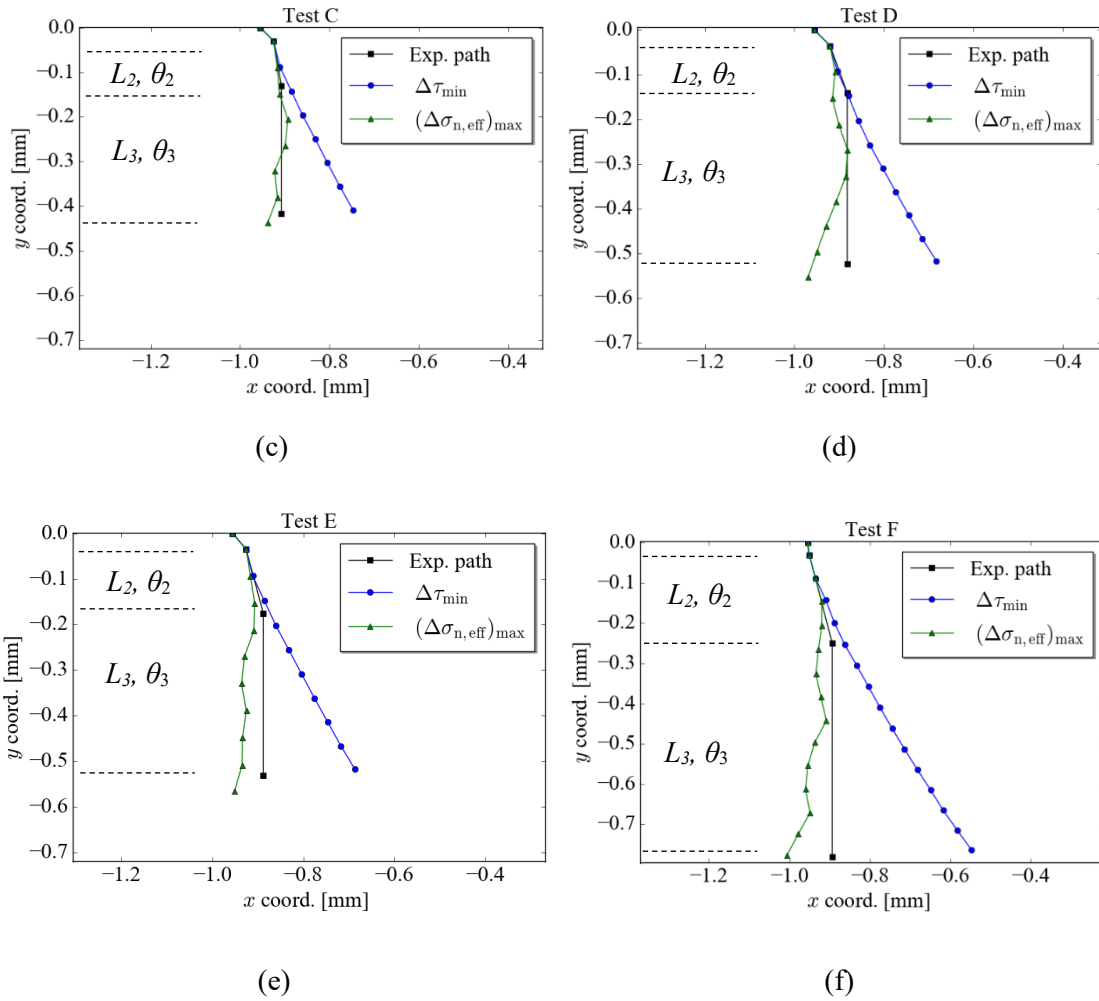 Test C
0.0
−0.1
−0.2
−0.3
−0.4
−0.5
−0.6
−0.7
y coord. [mm]
L2, θ2
L3, θ3
Exp. path
Δτmin
(Δσn,eff)max
−1.2
−1.0
−0.8
−0.6
−0.4
x coord. [mm]
(c)
Test D
0.0
−0.1
−0.2
−0.3
−0.4
−0.5
−0.6
−0.7
y coord. [mm]
L2, θ2
L3, θ3
Exp. path
Δτmin
(Δσn,eff)max
−1.2
−1.0
−0.8
−0.6
−0.4
x coord. [mm]
(d)
Test E
0.0
−0.1
−0.2
−0.3
−0.4
−0.5
−0.6
−0.7
y coord. [mm]
L2, θ2
L3, θ3
Exp. path
Δτmin
(Δσn,eff)max
−1.2
−1.0
−0.8
−0.6
−0.4
x coord. [mm]
(e)
Test F
0.0
−0.1
−0.2
−0.3
−0.4
−0.5
−0.6
−0.7
y coord. [mm]
L2, θ2
L3, θ3
Exp. path
Δτmin
(Δσn,eff)max
−1.2
−1.0
−0.8
−0.6
−0.4
x coord. [mm]
(f)